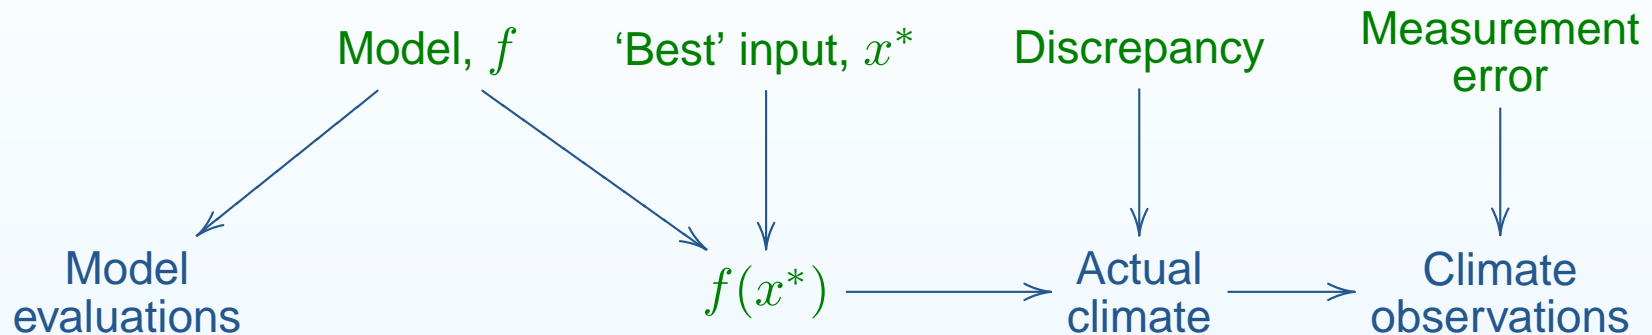 Model, f
'Best' input, x*
Discrepancy
Measurement
error
Model
evaluations
f(x*)
Actual
climate
Climate
observations